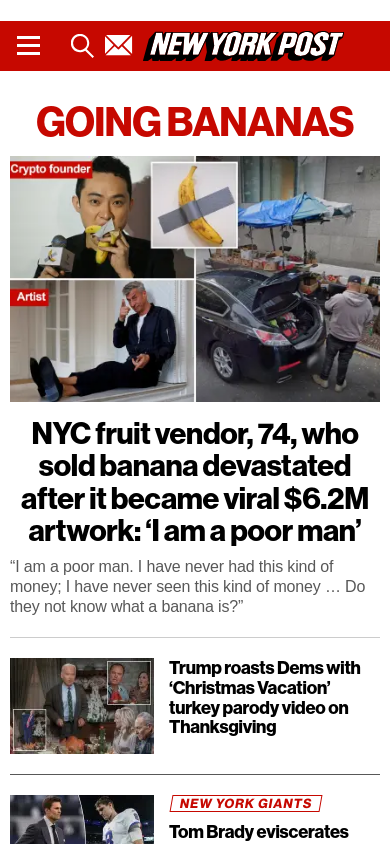 NEW YORK POST
GOING BANANAS
Crypto founder
Artist
NYC fruit vendor, 74, who
sold banana devastated
after it became viral $6.2M
artwork: ‘I am a poor man’
“I am a poor man. I have never had this kind of
money; I have never seen this kind of money … Do
they not know what a banana is?”
Trump roasts Dems with
‘Christmas Vacation’
turkey parody video on
Thanksgiving
NEW YORK GIANTS
Tom Brady eviscerates